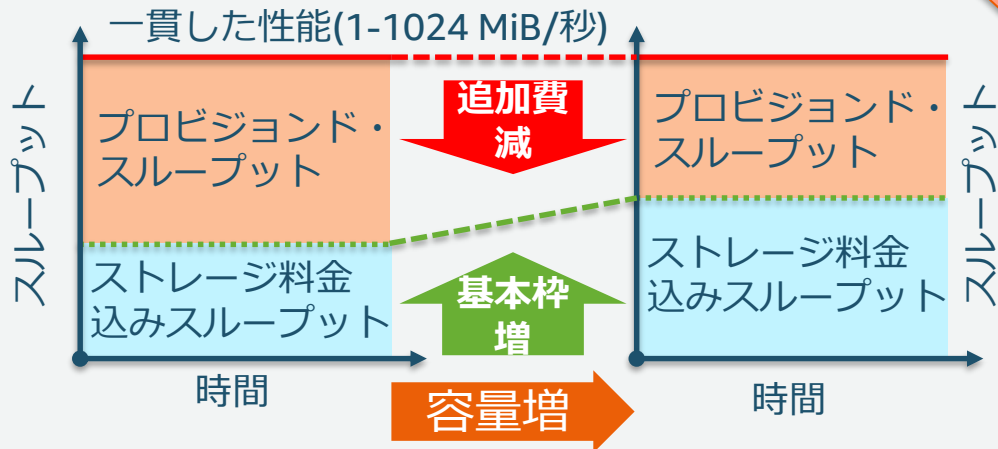 一貫した性能(1-1024 MiB/秒)
スループット
プロビジョンド・
スループット
ストレージ料金
込みスループット
時間
追加費
減
基本枠
増
容量増
プロビジョンド・
スループット
ストレージ料金
込みスループット
時間
スループット